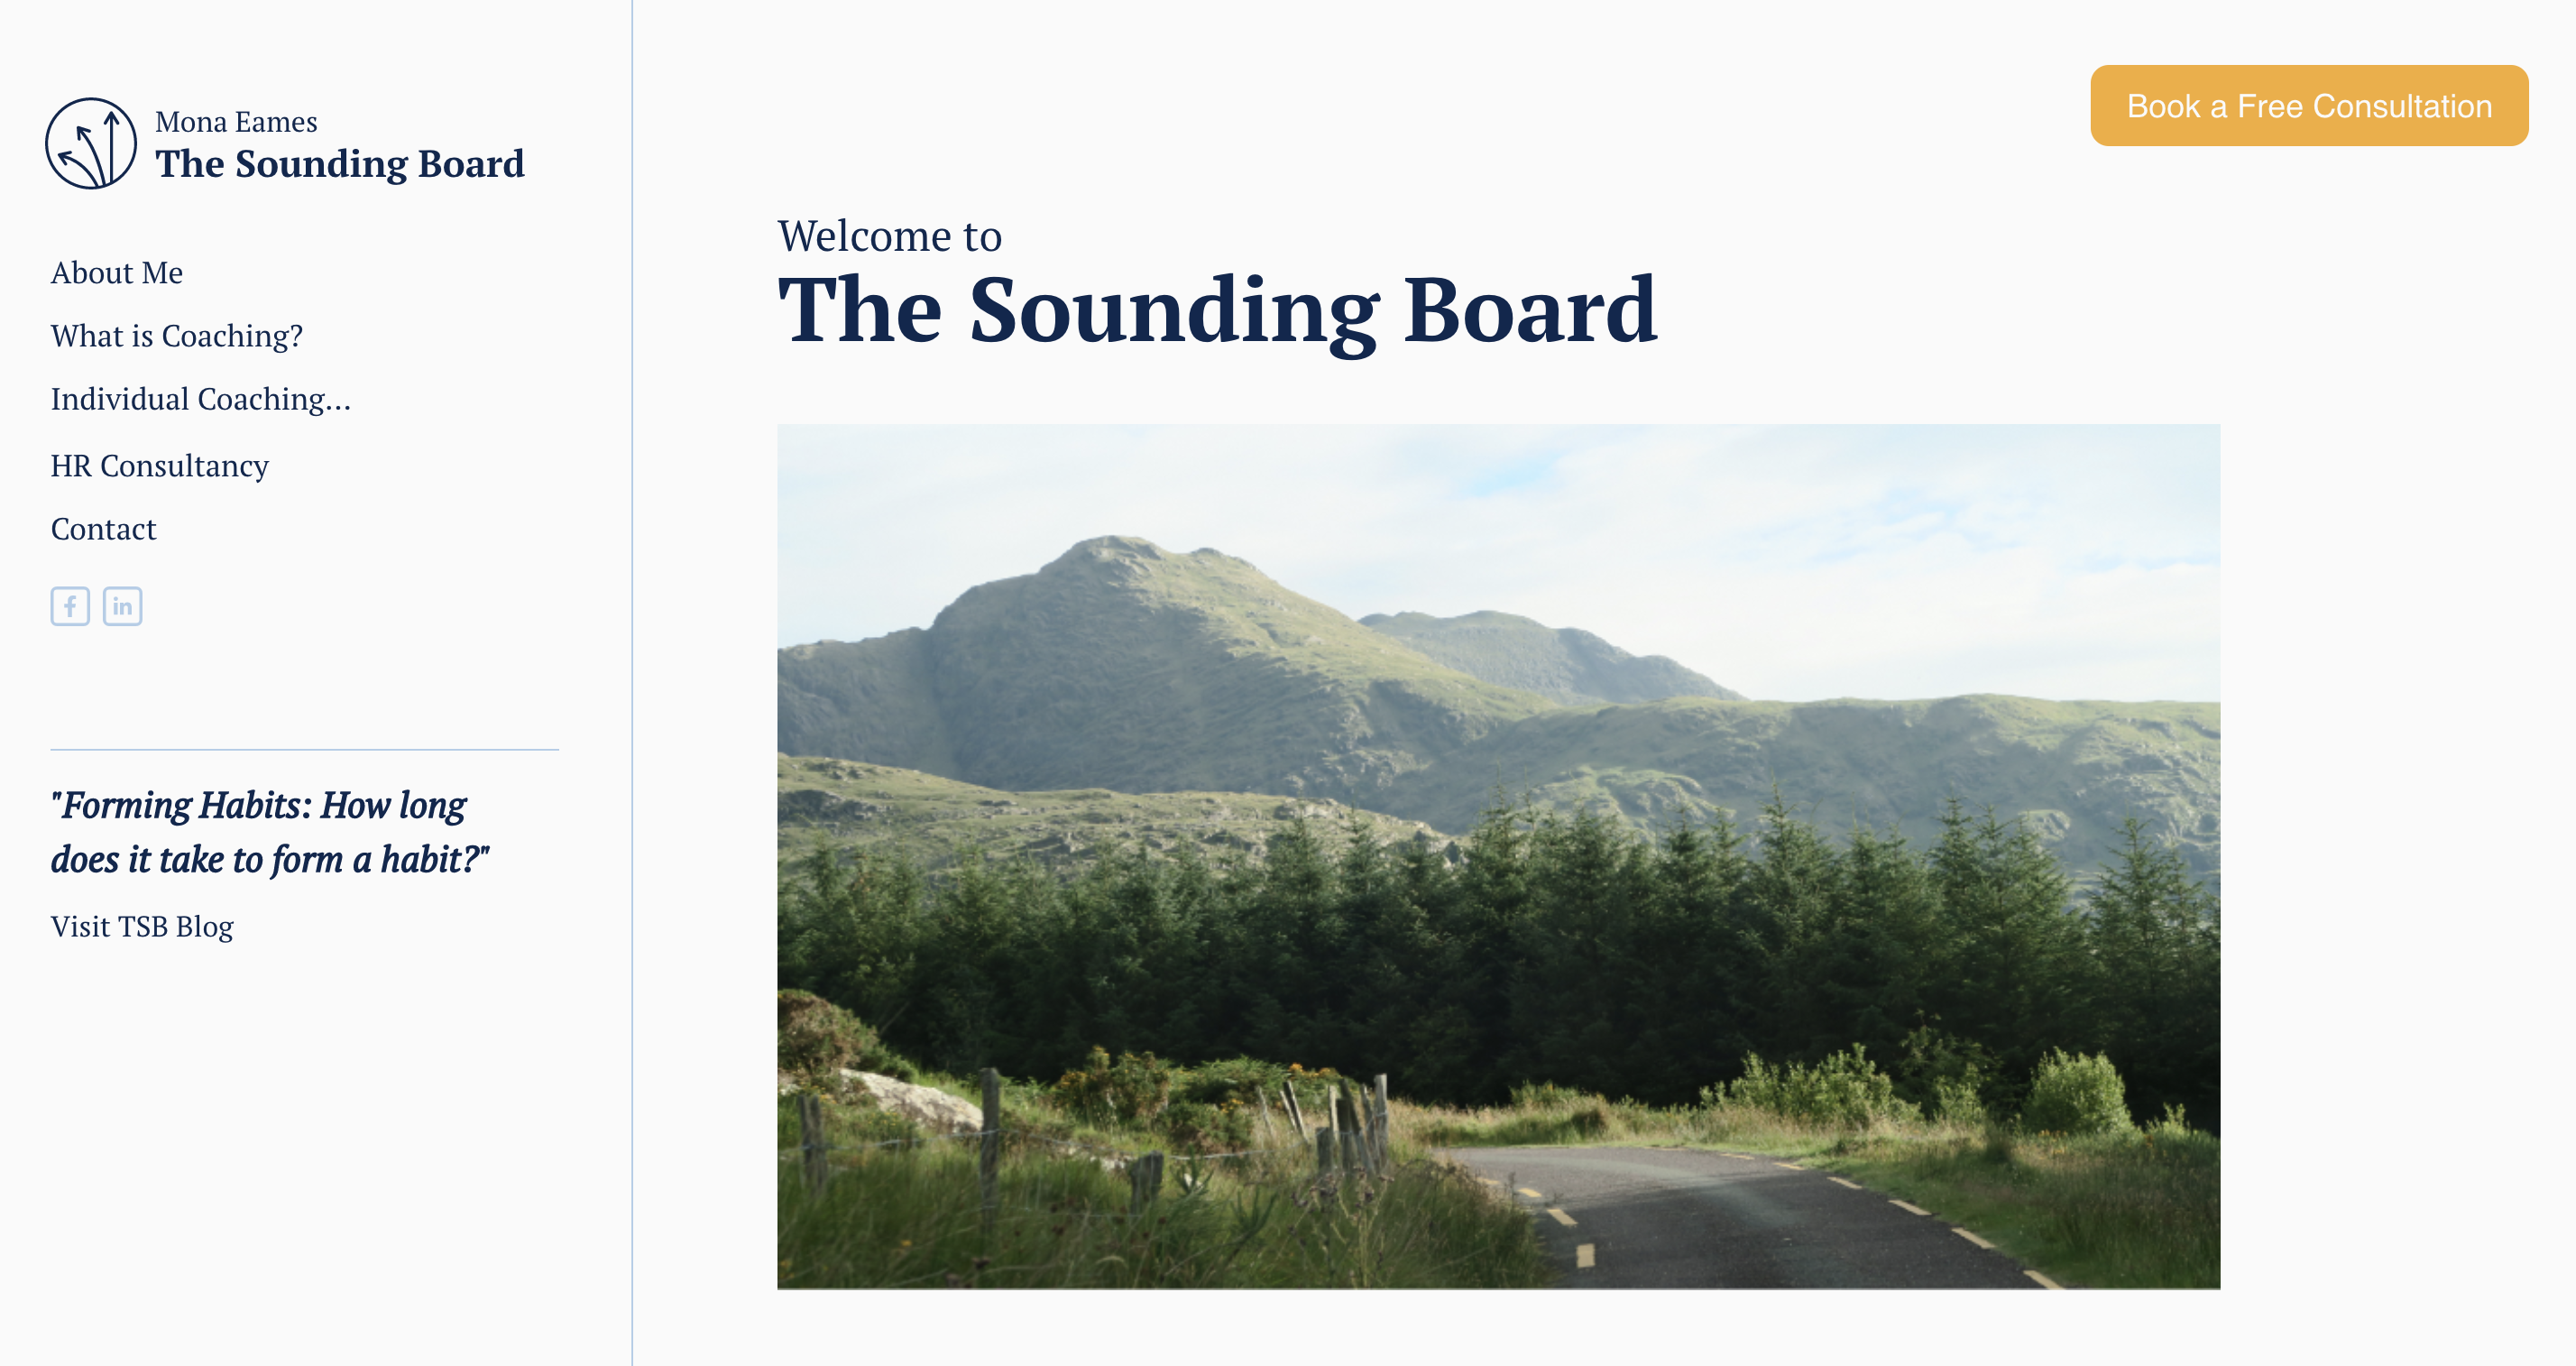 Mona Eames
The Sounding Board
About Me
What is Coaching?
Individual Coaching...
HR Consultancy
Contact
f
in
"Forming Habits: How long
does it take to form a habit?"
Visit TSB Blog
Book a Free Consultation
Welcome to
The Sounding Board